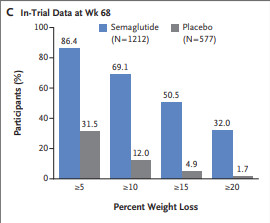 C In-Trial Data at Wk 68
Semaglutide
(N=1212)
Placebo
(N=577)
Participants (%)
100
80
60
40
20
0
86.4
31.5
69.1
12.0
50.5
4.9
32.0
1.7
≥5
≥10
≥15
≥20
Percent Weight Loss